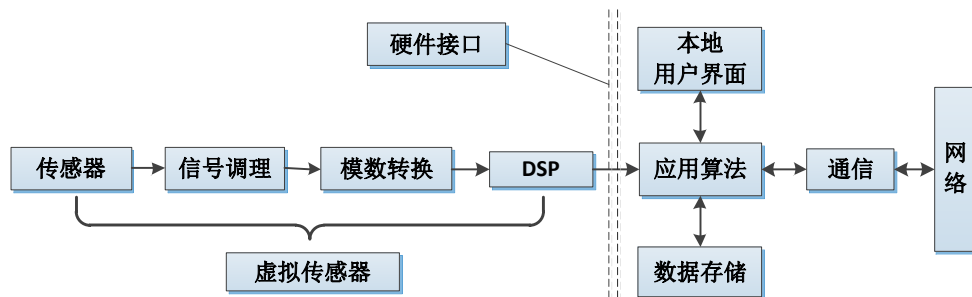 硬件接口
本地
用户界面
传感器
信号调理
模数转换
DSP
应用算法
通信
网
络
虚拟传感器
数据存储